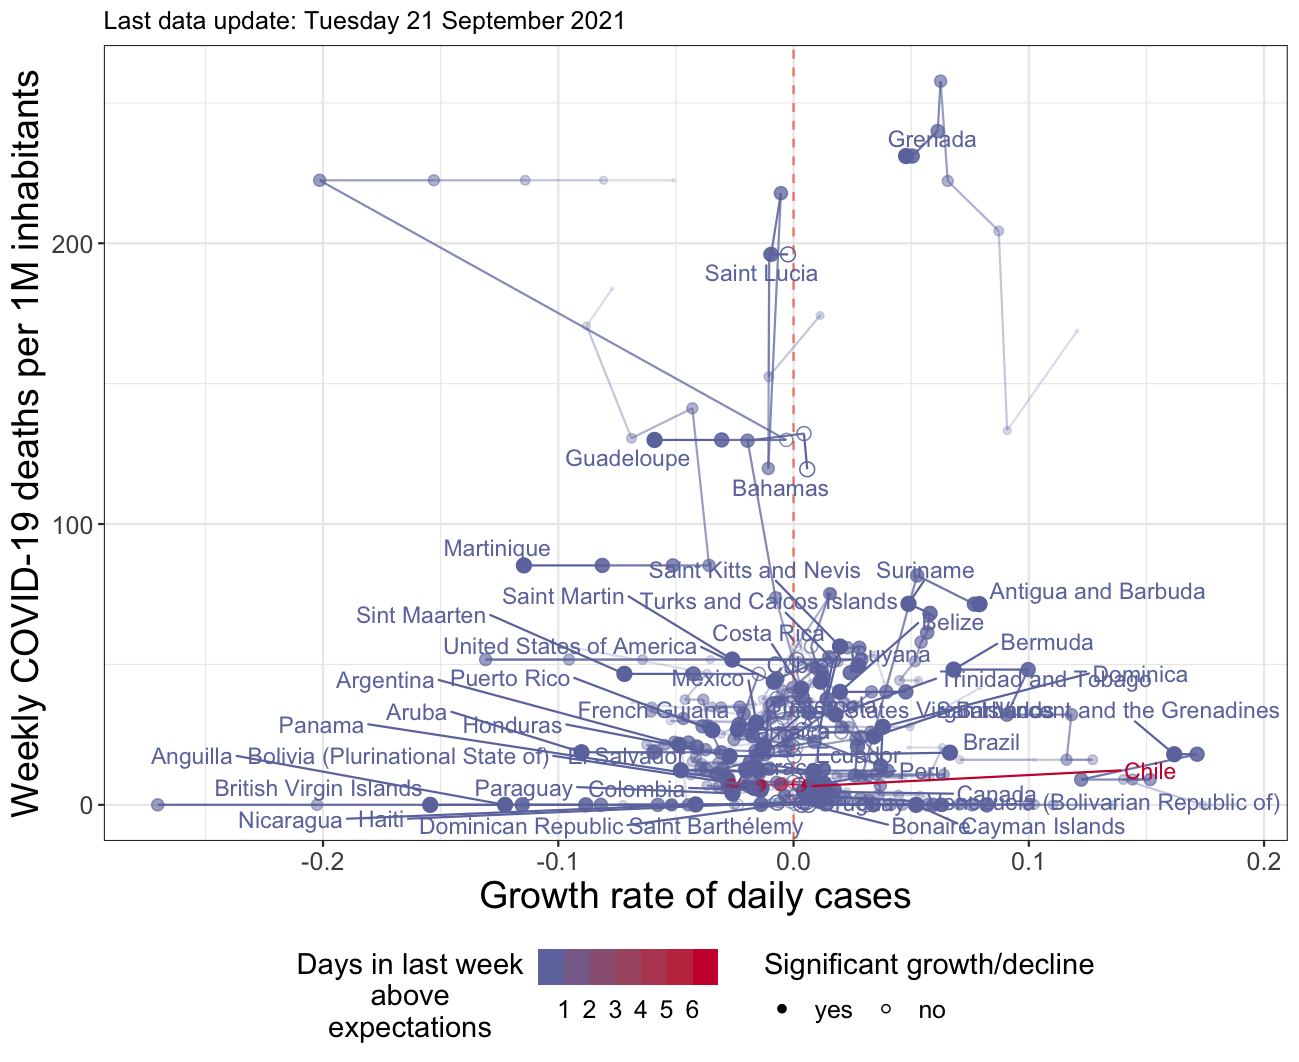 Last data update: Tuesday 21 September 2021
Weekly COVID-19 deaths per 1M inhabitants
Grenada
200
Saint Lucia
Guadeloupe
Bahamas
100
Martinique
Saint Kitts and Nevis
Suriname
Antigua and Barbuda
Saint Martin
Turks and Caicos Islands
Sint Maarten
Costa Rica
Belize
United States of America
Bermuda
Guyana
Cuba
Argentina
Puerto Rico
Mexico
Trinidad and Tobago
Dominica
Aruba
French Guiana
and the Grenadines
Panama
Honduras
Brazil
Anguilla
Bolivia (Plurinational State of)
El Salvador
Ecuador
Peru
Chile
British Virgin Islands
Paraguay
Colombia
Canada
Venezuela (Bolivarian Republic of)
0
Nicaragua
Haiti
Dominican Republic
Saint Barthélemy
Bonaire
Cayman Islands
-0.2
-0.1
0.0
0.1
0.2
Growth rate of daily cases
Days in last week
above
expectations
1 2 3 4 5 6
Significant growth/decline
yes
no